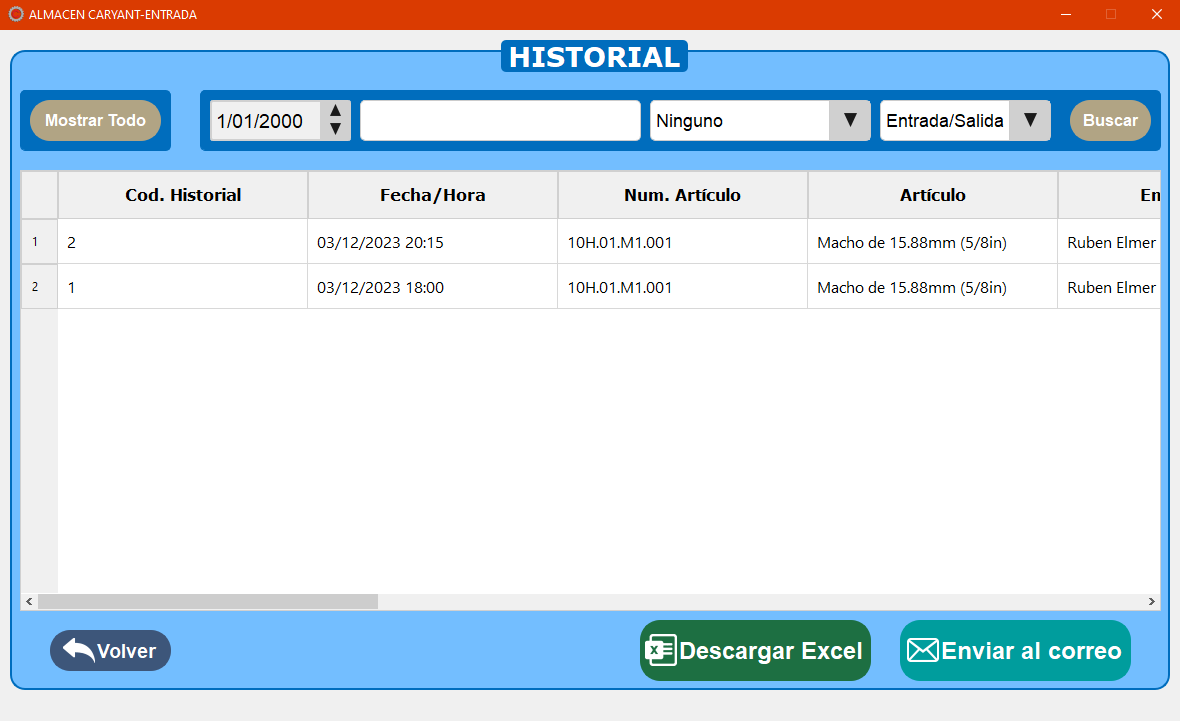 ALMACEN CARYANT-ENTRADA
HISTORIAL
Mostrar Todo 1/01/2000 Ninguno Entrada/Salida Buscar
Cod. Historial Fecha/Hora Num. Artículo Artículo En
1 2 03/12/2023 20:15 10H.01.M1.001 Macho de 15.88mm (5/8in) Ruben Elmer
2 1 03/12/2023 18:00 10H.01.M1.001 Macho de 15.88mm (5/8in) Ruben Elmer
Volver Descargar Excel Enviar al correo